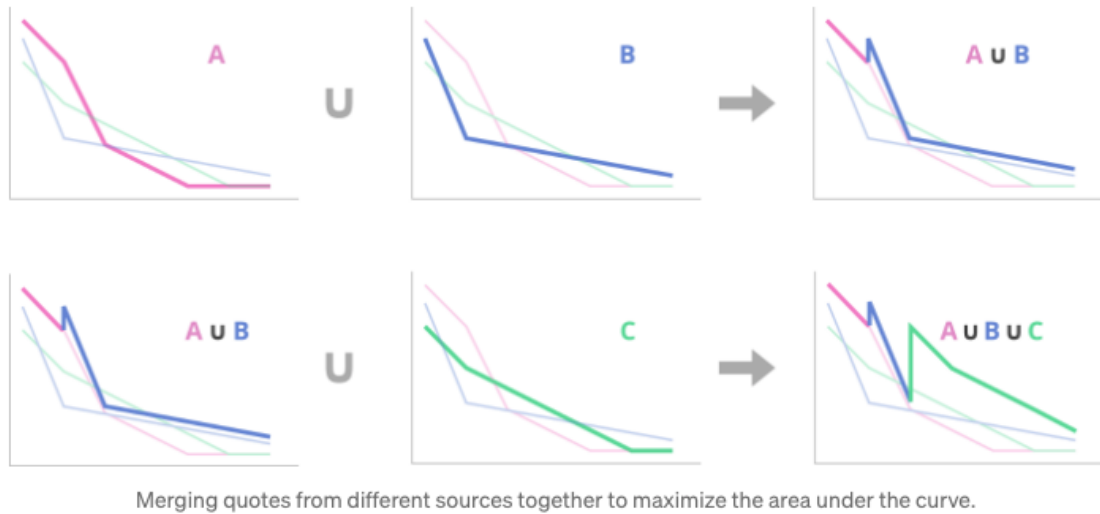 A
∪
B
A ∪ B
A ∪ B
∪
C
A ∪ B ∪ C
Merging quotes from different sources together to maximize the area under the curve.